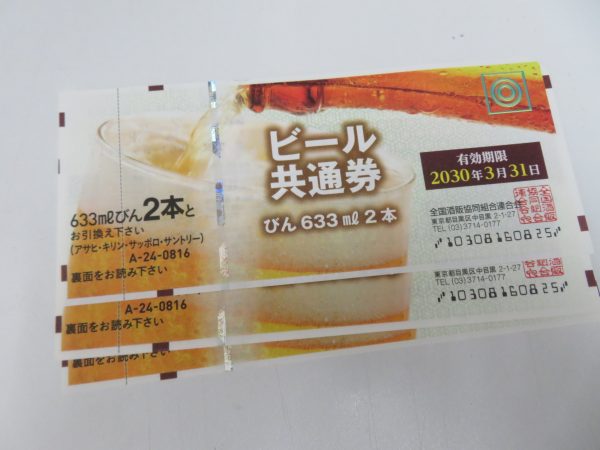 ビール
共通券
びん 633 ㎖ 2 本
有効期限
2030年3月31日
633㎖びん2本と
お引換え下さい
(アサヒ・キリン・サッポロ・サントリー)
A-24-0816
裏面をお読み下さい
全国酒販協同組合連合会
東京都目黒区中目黒 2-1-27
TEL (03)3714-0177
10308160825
A-24-0816
裏面をお読み下さい
東京都目黒区中目黒 2-1-27
TEL (03)3714-0177
10308160825
裏面をお読み下さい